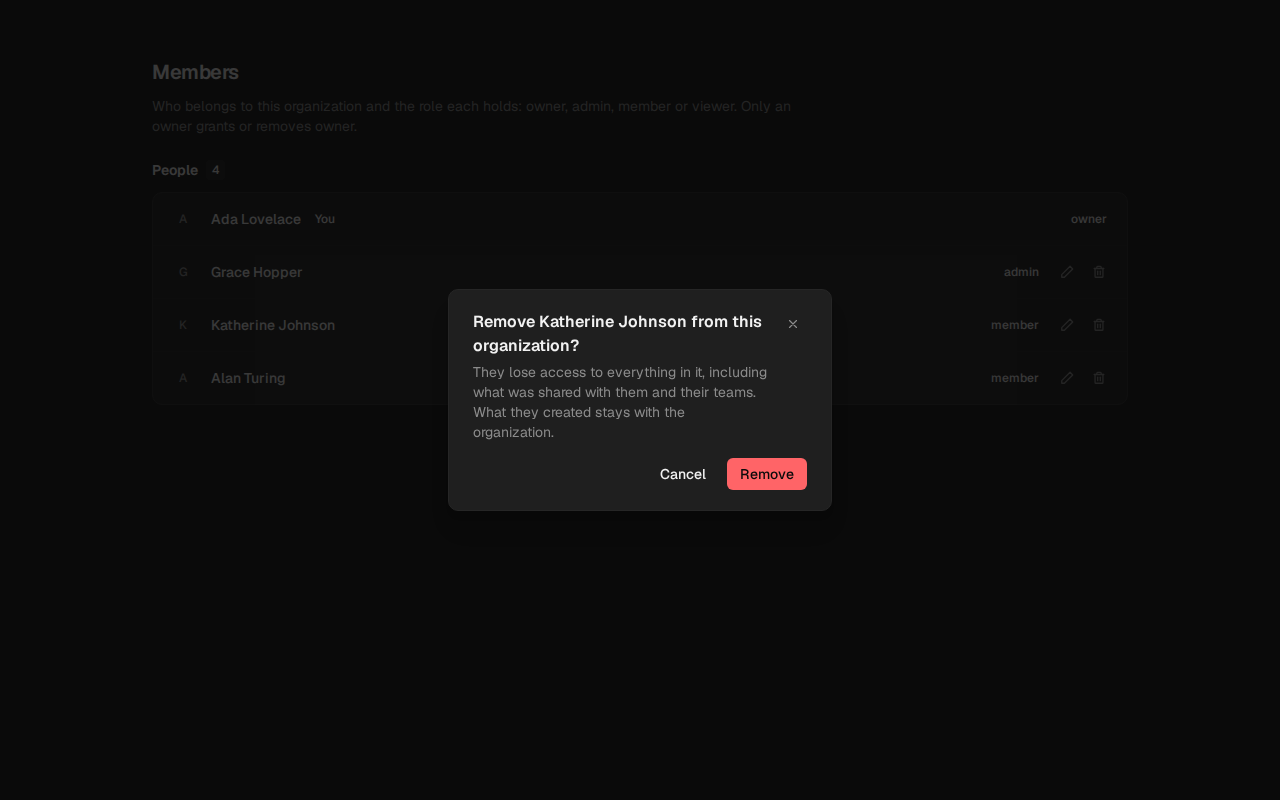 Members
Who belongs to this organization and the role each holds: owner, admin, member or viewer. Only an
owner grants or removes owner.
People 4
A Ada Lovelace You owner
G Grace Hopper admin
K Katherine Johnson member
A Alan Turing member
Remove Katherine Johnson from this
organization?
They lose access to everything in it, including
what was shared with them and their teams.
What they created stays with the
organization.
Cancel Remove